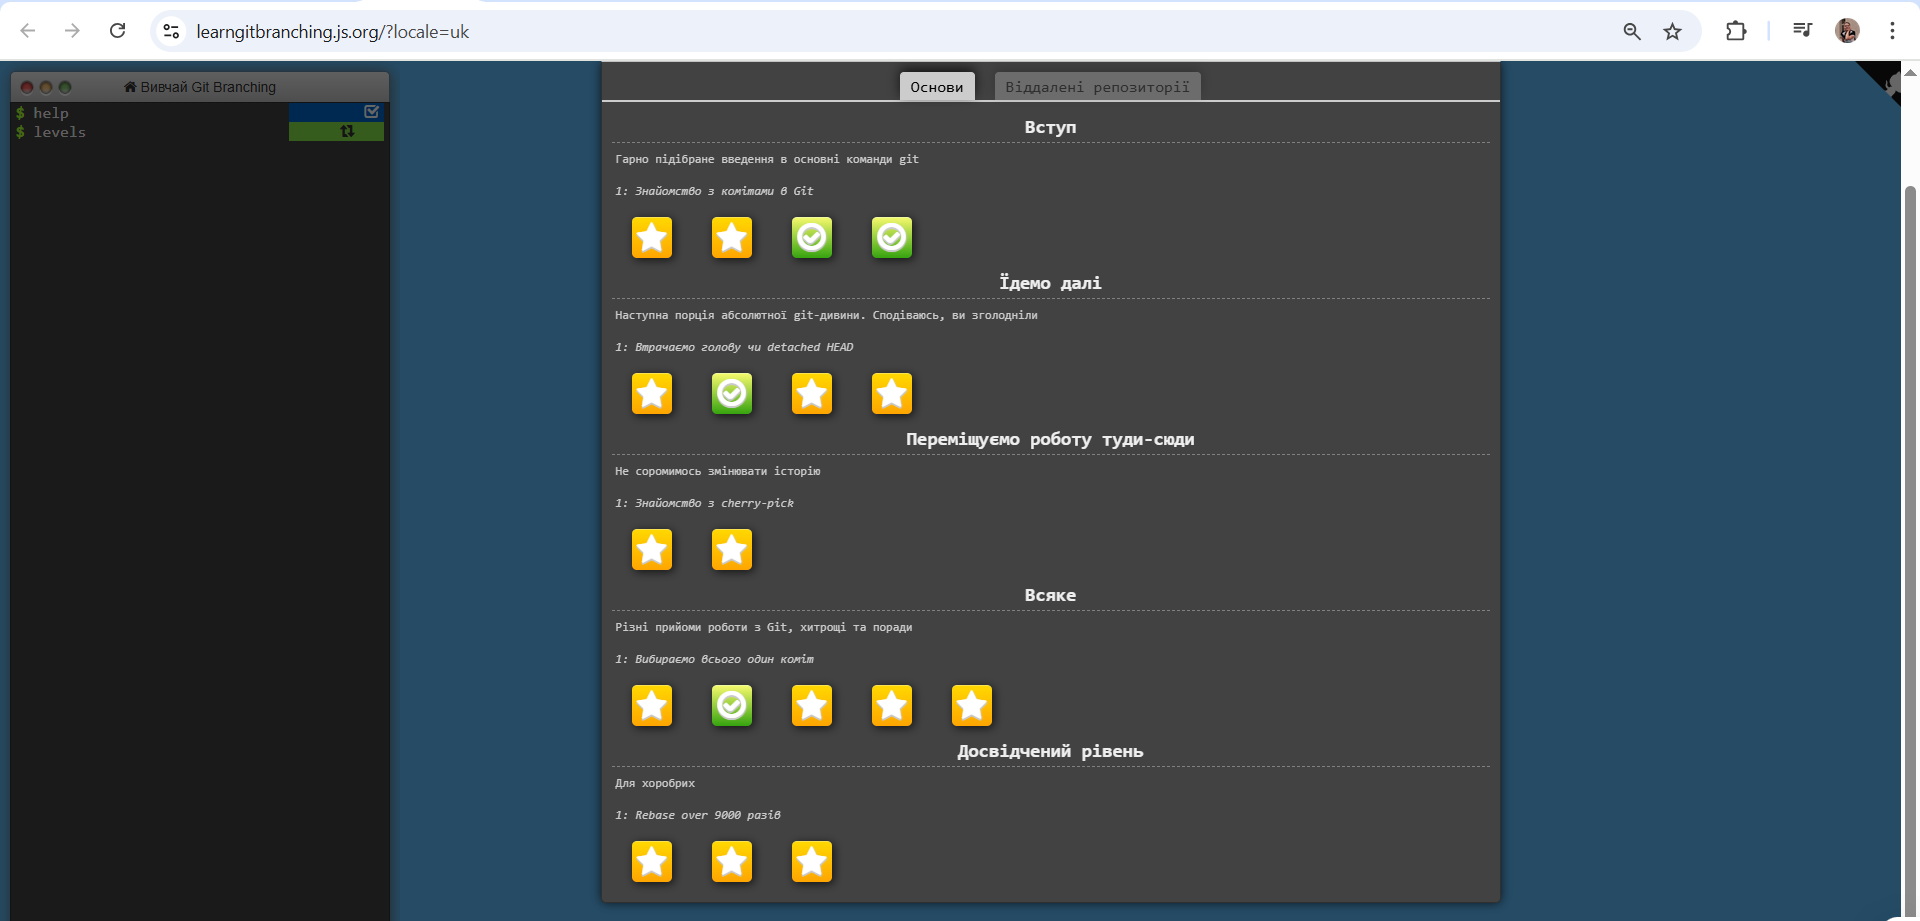 learngitbranching.js.org/?locale=uk
Вивчай Git Branching
$ help
$ levels
Основи
Віддалені репозиторії
Вступ
Гарно підібране введення в основні команди git
1: Знайомство з комітами в Git
Їдемо далі
Наступна порція абсолютної git-дивини. Сподіваюсь, ви зголодніли
1: Втрачаємо голову чи detached HEAD
Переміщуємо роботу туди-сюди
Не соромимось змінювати історію
1: Знайомство з cherry-pick
Всяке
Різні прийоми роботи з Git, хитрощі та поради
1: Вибираємо всього один коміт
Досвідчений рівень
Для хоробрих
1: Rebase over 9000 разів